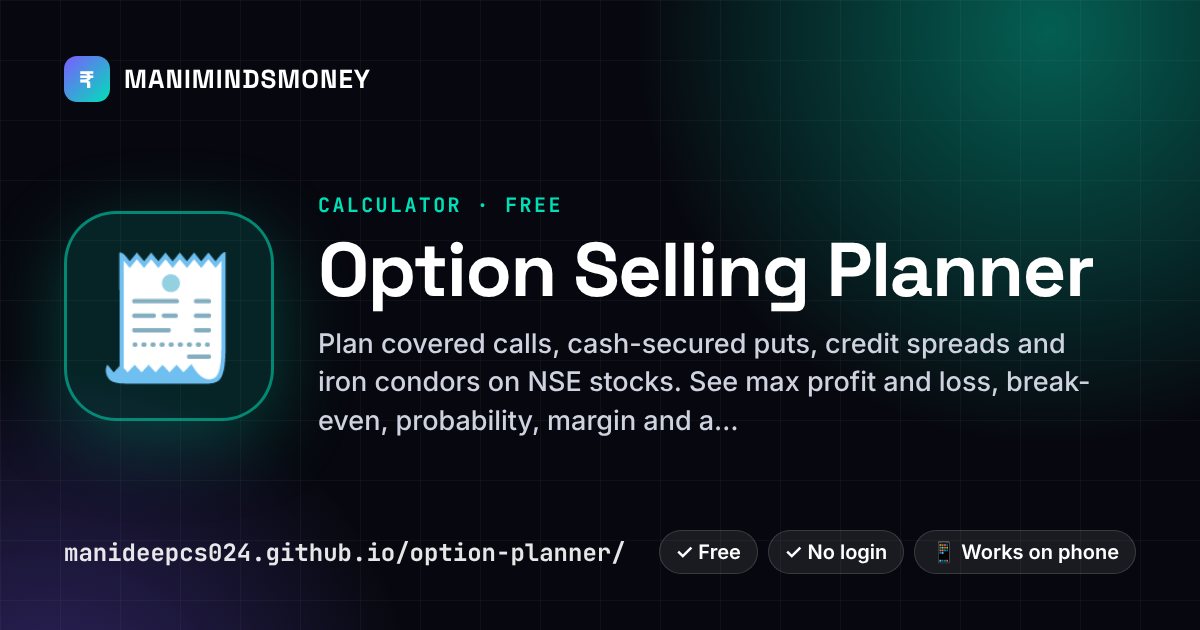 ₹ MANIMINDSMONEY
CALCULATOR · FREE
Option Selling Planner
Plan covered calls, cash-secured puts, credit spreads and
iron condors on NSE stocks. See max profit and loss, break-
even, probability, margin and a...
manideepcs024.github.io/option-planner/
✓ Free
✓ No login
📱 Works on phone